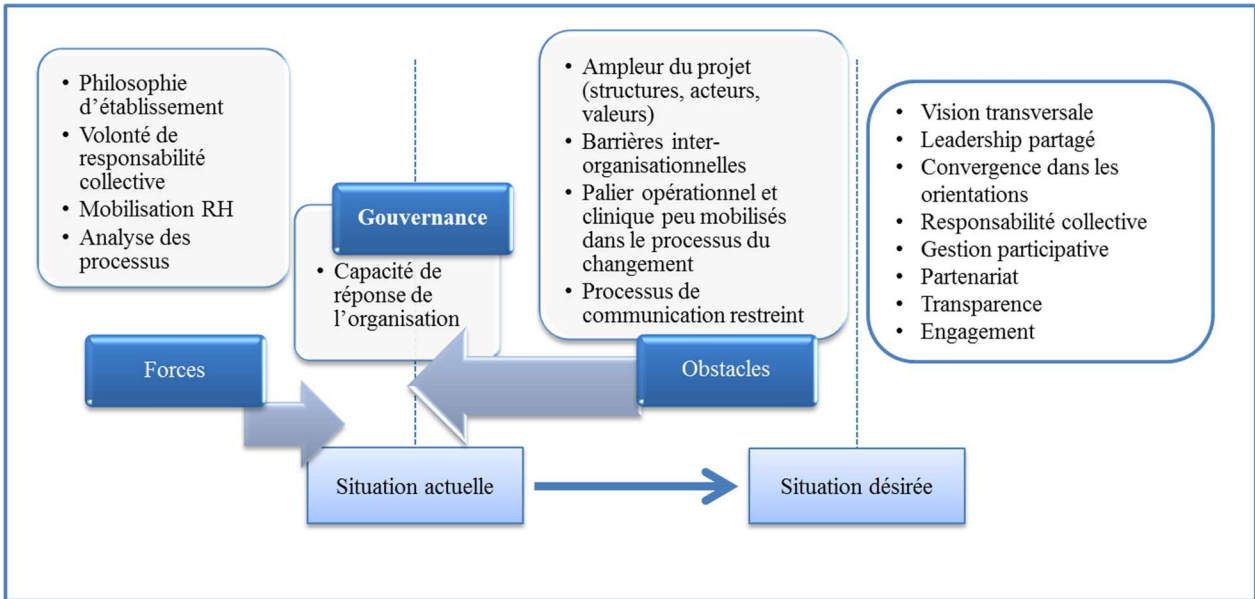 • Philosophie
d’établissement
• Volonté de
responsabilité
collective
• Mobilisation RH
• Analyse des
processus
Forces
Gouvernance
• Capacité de
réponse de
l’organisation
• Ampleur du projet
(structures, acteurs,
valeurs)
• Barrières inter-
organisationnelles
• Palier opérationnel et
clinique peu mobilisés
dans le processus du
changement
• Processus de
communication restreint
Obstacles
• Vision transversale
• Leadership partagé
• Convergence dans les
orientations
• Responsabilité collective
• Gestion participative
• Partenariat
• Transparence
• Engagement
Situation actuelle
Situation désirée